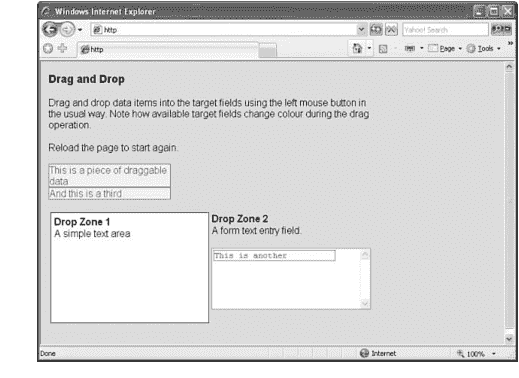 Windows Internet Explorer
http
Yahoo! Search
http
Page
Tools
Drag and Drop
Drag and drop data items into the target fields using the left mouse button in
the usual way. Note how available target fields change colour during the drag
operation.
Reload the page to start again.
This is a piece of draggable
data
And this is a third
Drop Zone 1
A simple text area
Drop Zone 2
A form text entry field.
This is another
Done
Internet
100%